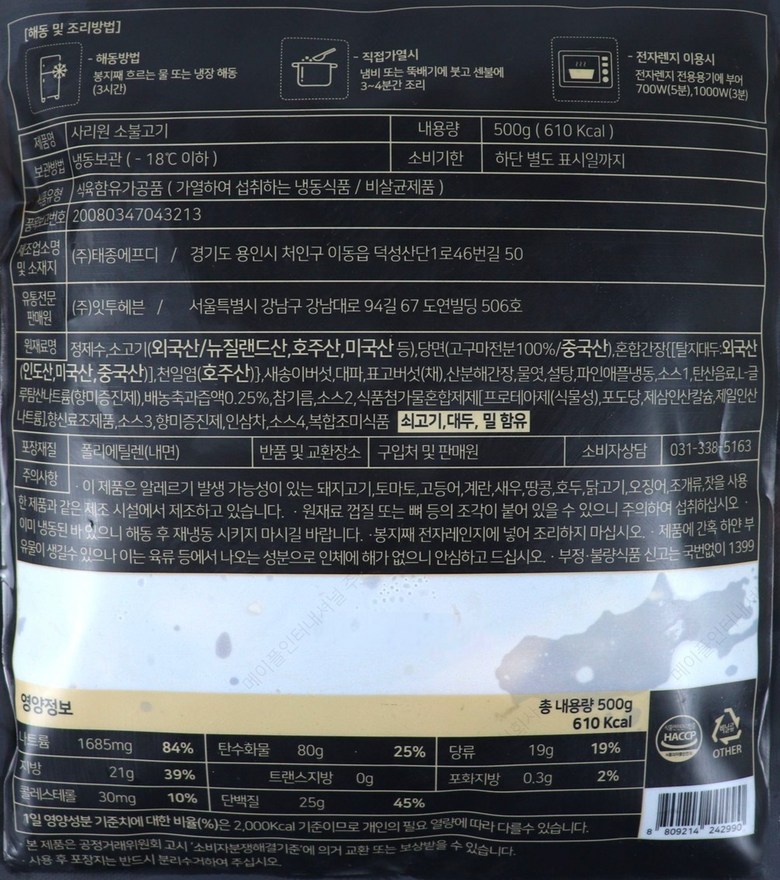 [해동 및 조리방법]
- 해동방법
봉지째 흐르는 물 또는 냉장 해동
(3시간)
- 직접가열시
냄비 또는 뚝배기에 붓고 센불에
3~4분간 조리
- 전자렌지 이용시
전자렌지 전용용기에 부어
700W(5분),1000W(3분)
제품명 사리원 소불고기 내용량 500g ( 610 Kcal )
보관방법 냉동보관 ( - 18℃ 이하 ) 소비기한 하단 별도 표시일까지
식육함유가공품 ( 가열하여 섭취하는 냉동식품 / 비살균제품 )
20080347043213
제조업소명 및 소재지 (주)태종에프디 / 경기도 용인시 처인구 이동읍 덕성산단1로46번길 50
유통전문 판매원 (주)잇투헤븐 / 서울특별시 강남구 강남대로 94길 67 도연빌딩 506호
원재료명 정제수,소고기(외국산/뉴질랜드산,호주산,미국산 등),당면(고구마전분100%/중국산),혼합간장{[탈지대두:외국산
(인도산,미국산,중국산)],천일염(호주산)},새송이버섯,대파,표고버섯(채),산분해간장,물엿,설탕,파인애플냉동,소스1,탄산음료,L-글
루탐산나트륨(향미증진제),배농축과즙액0.25%,참기름,소스2,식품첨가물혼합제제[프로테아제(식물성),포도당,제삼인산칼슘,제일인산
나트륨],향신료조제품,소스3,향미증진제,인삼차,소스4,복합조미식품 쇠고기,대두, 밀 함유
포장재질 폴리에틸렌(내면) 반품 및 교환장소 구입처 및 판매원 소비자상담 031-338-5163
주의사항 · 이 제품은 알레르기 발생 가능성이 있는 돼지고기,토마토,고등어,계란,새우,땅콩,호두,닭고기,오징어,조개류,잣을 사용
한 제품과 같은 제조 시설에서 제조하고 있습니다. · 원재료 껍질 또는 뼈 등의 조각이 붙어 있을 수 있으니 주의하여 섭취하십시오 ·
이미 냉동된 바 있으니 해동 후 재냉동 시키지 마시길 바랍니다. ·봉지째 전자레인지에 넣어 조리하지 마십시오. · 제품에 간혹 하얀 부
유물이 생길수 있으나 이는 육류 등에서 나오는 성분으로 인체에 해가 없으니 안심하고 드십시오. · 부정·불량식품 신고는 국번없이 1399
메이플인터내셔널
영양정보
총 내용량 500g
610 Kcal
나트륨 1685mg 84% 탄수화물 80g 25% 당류 19g 19%
지방 21g 39% 트랜스지방 0g 포화지방 0.3g 2%
콜레스테롤 30mg 10% 단백질 25g 45%
HACCP
OTHER
1일 영양성분 기준치에 대한 비율(%)은 2,000Kcal 기준이므로 개인의 필요 열량에 따라 다를수 있습니다.
8 809214 242990
본 제품은 공정거래위원회 고시 '소비자분쟁해결기준'에 의거 교환 또는 보상받을 수 있습니다.
· 사용 후 포장지는 반드시 분리수거하여 주십시오.